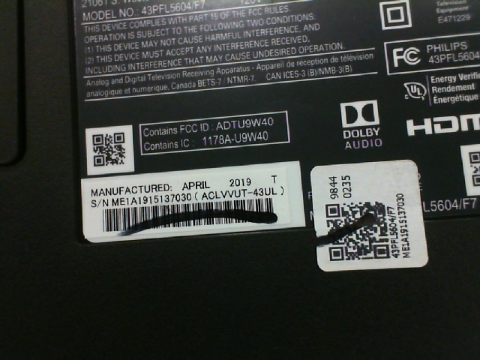 MODEL NO. 43PFL5604/F7
THIS DEVICE COMPLIES WITH PART 15 OF THE FCC RULES.
OPERATION IS SUBJECT TO THE FOLLOWING TWO CONDITIONS:
(1) THIS DEVICE MAY NOT CAUSE HARMFUL INTERFERENCE, AND
(2) THIS DEVICE MUST ACCEPT ANY INTERFERENCE RECEIVED,
INCLUDING INTERFERENCE THAT MAY CAUSE UNDESIRED OPERATION.
Analog and Digital Television Receiving Apparatus - Appareil de réception de télévision
analogique et numérique, Canada BETS-7 : NTMR-7, CAN ICES-3 (B)/NMB-3(B)
E471229
FC
PHILIPS
43PFL5604/F7
UL
Energy Verified
Rendement
Énergétique
Contains FCC ID : ADTU9W40
Contains IC : 1178A-U9W40
DOLBY
AUDIO
HDMI
MANUFACTURED: APRIL 2019 T
S/N ME1A1915137030 ( ACLVVUT-43UL )
9844
0235
43PFL5604/F7
ME1A1915137030
L5604/F7